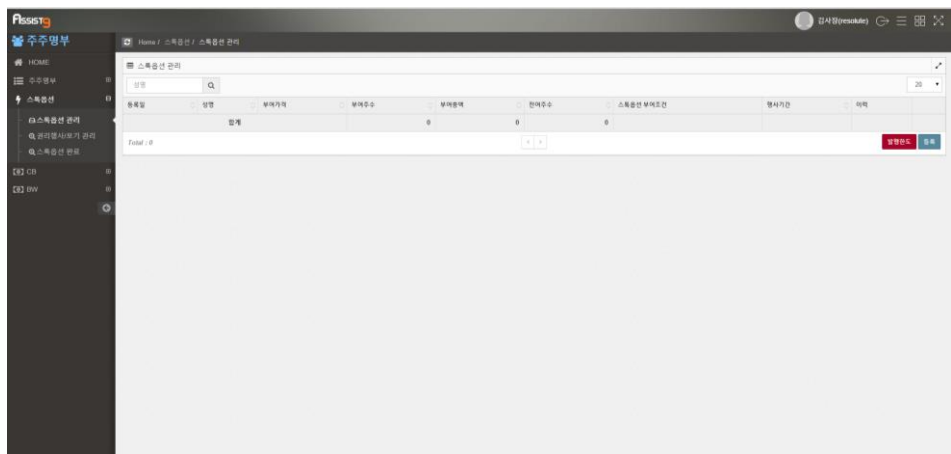 Assist9
김사장(resolute)
주주명부
Home / 스톡옵션 / 스톡옵션 관리
HOME
주주명부
스톡옵션
스톡옵션 관리
권리행사/포기 관리
스톡옵션 완료
CB
BW
스톡옵션 관리
성명
20
등록일 성명 부여가격 부여주수 부여총액 잔여주수 스톡옵션 부여조건 행사기간 이력
합계 0 0 0
Total : 0
발행한도 등록